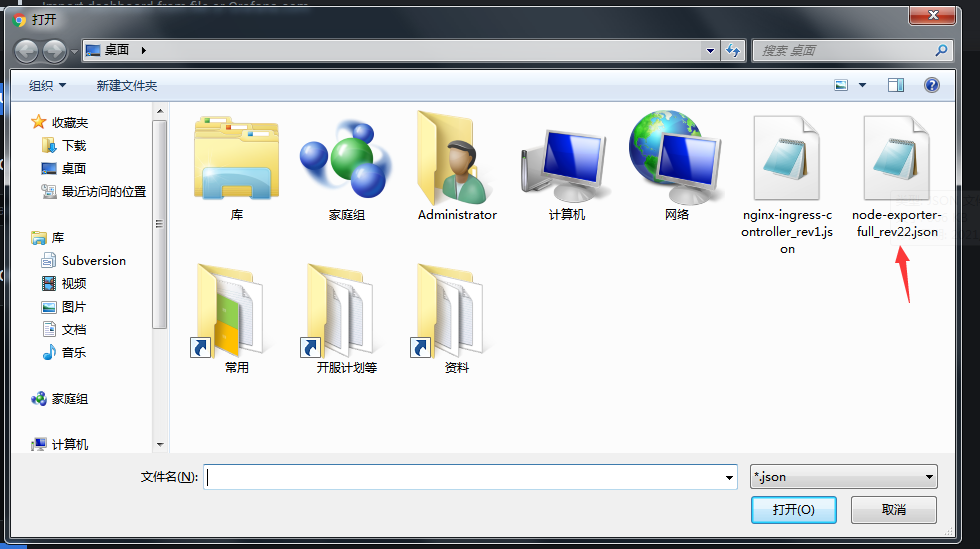 Import dashboard from file or Grafana.com
打开
桌面
搜索 桌面
组织
新建文件夹
收藏夹
下载
桌面
最近访问的位置
库
Subversion
视频
图片
文档
音乐
家庭组
计算机
库
家庭组
Administrator
计算机
网络
nginx-ingress-c
ontroller_rev1.js
on
node-exporter-
full_rev22.json
常用
开服计划等
资料
文件名(N):
*.json
打开(O)
取消